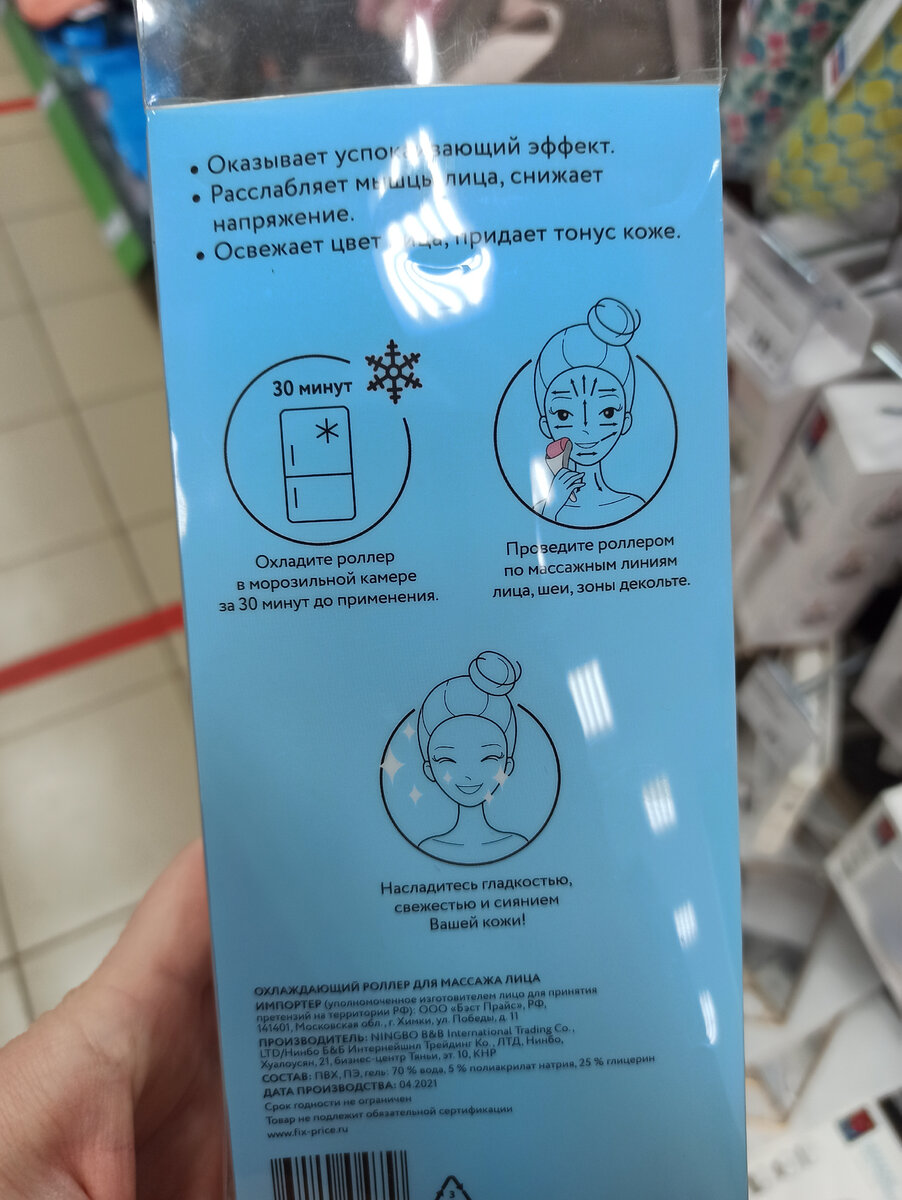 • Оказывает успокаивающий эффект.
• Расслабляет мышцы лица, снижает
напряжение.
• Освежает цвет лица, придает тонус коже.
30 минут
Охладите роллер
в морозильной камере
за 30 минут до применения.
Проведите роллером
по массажным линиям
лица, шеи, зоны декольте.
Насладитесь гладкостью,
свежестью и сиянием
Вашей кожи!
ОХЛАЖДАЮЩИЙ РОЛЛЕР ДЛЯ МАССАЖА ЛИЦА
ИМПОРТЕР (уполномоченное изготовителем лицо для принятия
претензий на территории РФ): ООО «Бэст Прайс», РФ,
141401, Московская обл., г. Химки, ул. Победы, д. 11
ПРОИЗВОДИТЕЛЬ: NINGBO B&B International Trading Co.,
LTD/Нинбо Б&Б Интернейшнл Трейдинг Ко., ЛТД, Нинбо,
Хуалоусян, 21, бизнес-центр Тяньи, эт. 10, КНР
СОСТАВ: ПВХ, ПЭ, гель: 70 % вода, 5 % полиакрилат натрия, 25 % глицерин
ДАТА ПРОИЗВОДСТВА: 04.2021
Срок годности не ограничен
Товар не подлежит обязательной сертификации
www.fix-price.ru
3